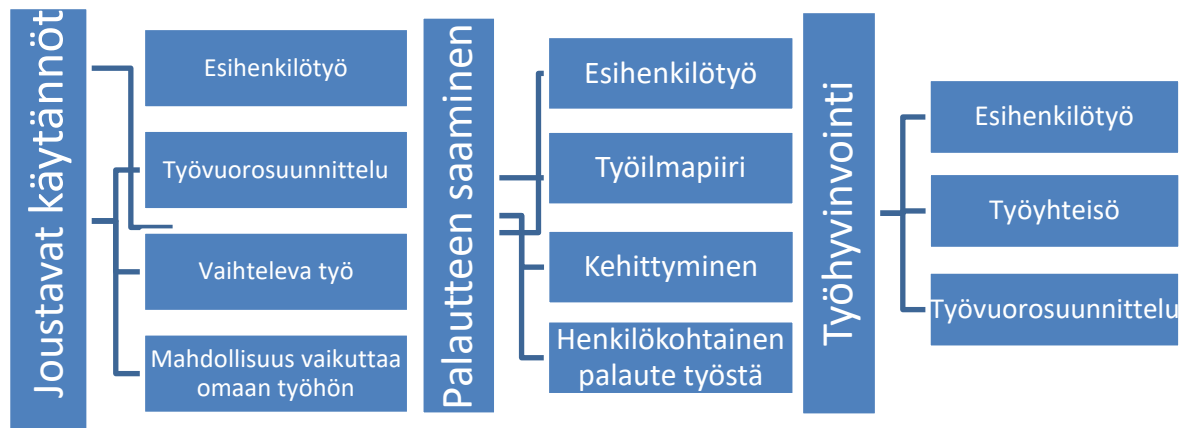 Joustavat käytännöt
Esihenkilötyö
Työvuorosuunnittelu
Vaihteleva työ
Mahdollisuus vaikuttaa
omaan työhön
Palautteen saaminen
Esihenkilötyö
Työilmapiiri
Kehittyminen
Henkilökohtainen
palaute työstä
Työhyvinvointi
Esihenkilötyö
Työyhteisö
Työvuorosuunnittelu